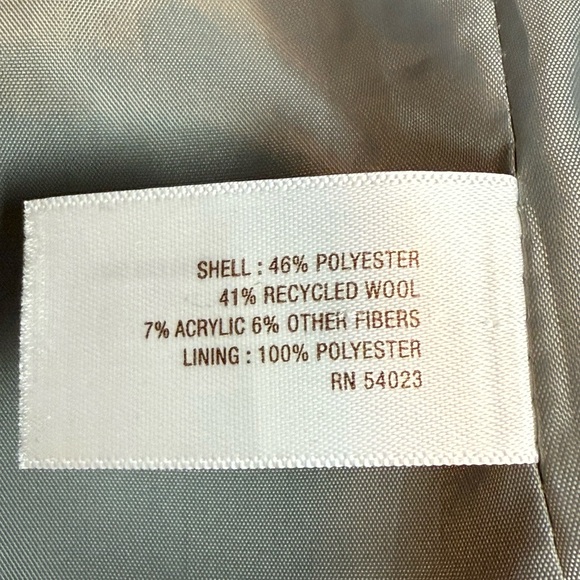 SHELL : 46% POLYESTER
41% RECYCLED WOOL
7% ACRYLIC 6% OTHER FIBERS
LINING : 100% POLYESTER
RN 54023